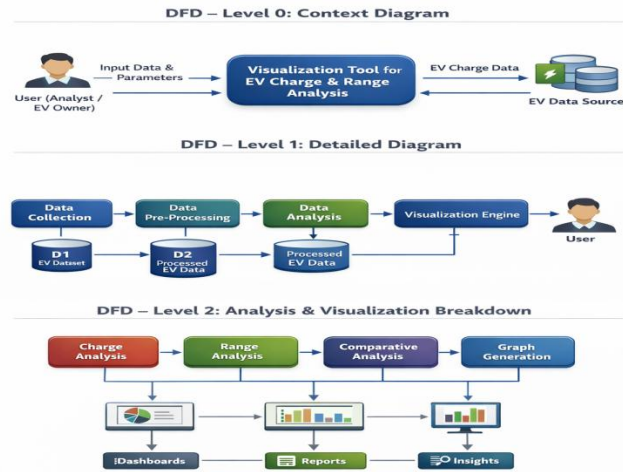 DFD – Level 0: Context Diagram
Input Data &
Parameters
User (Analyst /
EV Owner)
Visualization Tool for
EV Charge & Range
Analysis
EV Charge Data
EV Data Source
DFD – Level 1: Detailed Diagram
Data
Collection
Data
Pre-Processing
Data
Analysis
Visualization Engine
D1
EV Dataset
D2
Processed
EV Data
Processed
EV Data
User
DFD – Level 2: Analysis & Visualization Breakdown
Charge
Analysis
Range
Analysis
Comparative
Analysis
Graph
Generation
Dashboards
Reports
Insights